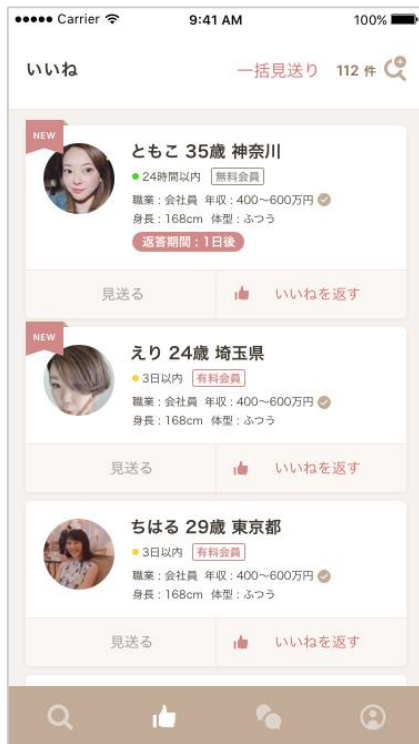 Carrier 9:41 AM 100%
いいね 一括見送り 112 件
NEW
ともこ 35歳 神奈川
24時間以内 無料会員
職業：会社員 年収：400〜600万円
身長：168cm 体型：ふつう
返答期間：1日後
見送る いいねを返す
NEW
えり 24歳 埼玉県
3日以内 有料会員
職業：会社員 年収：400〜600万円
身長：168cm 体型：ふつう
見送る いいねを返す
ちはる 29歳 東京都
3日以内 有料会員
職業：会社員 年収：400〜600万円
身長：168cm 体型：ふつう
見送る いいねを返す